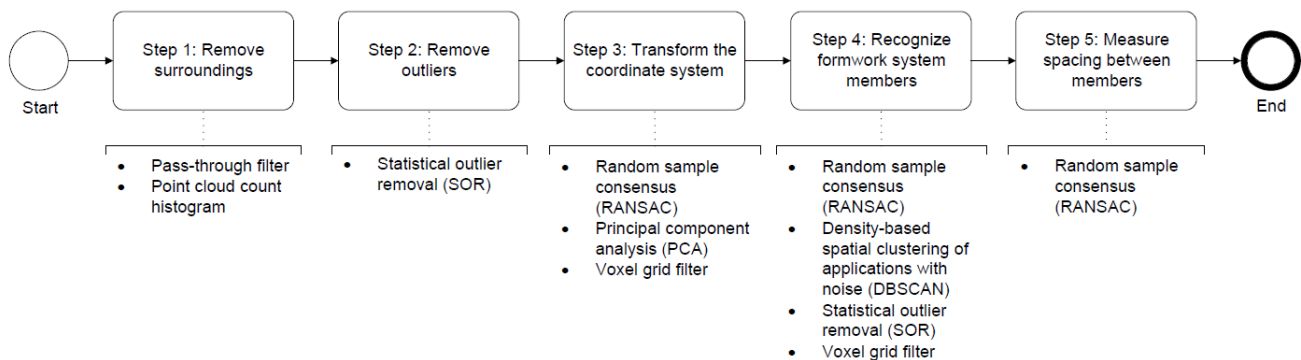 Start
Step 1: Remove
surroundings
Step 2: Remove
outliers
Step 3: Transform the
coordinate system
Step 4: Recognize
formwork system
members
Step 5: Measure
spacing between
members
End
• Pass-through filter
• Point cloud count
histogram
• Statistical outlier
removal (SOR)
• Random sample
consensus
(RANSAC)
• Principal component
analysis (PCA)
• Voxel grid filter
• Random sample
consensus
(RANSAC)
• Density-based
spatial clustering of
applications with
noise (DBSCAN)
• Statistical outlier
removal (SOR)
• Voxel grid filter
• Random sample
consensus
(RANSAC)